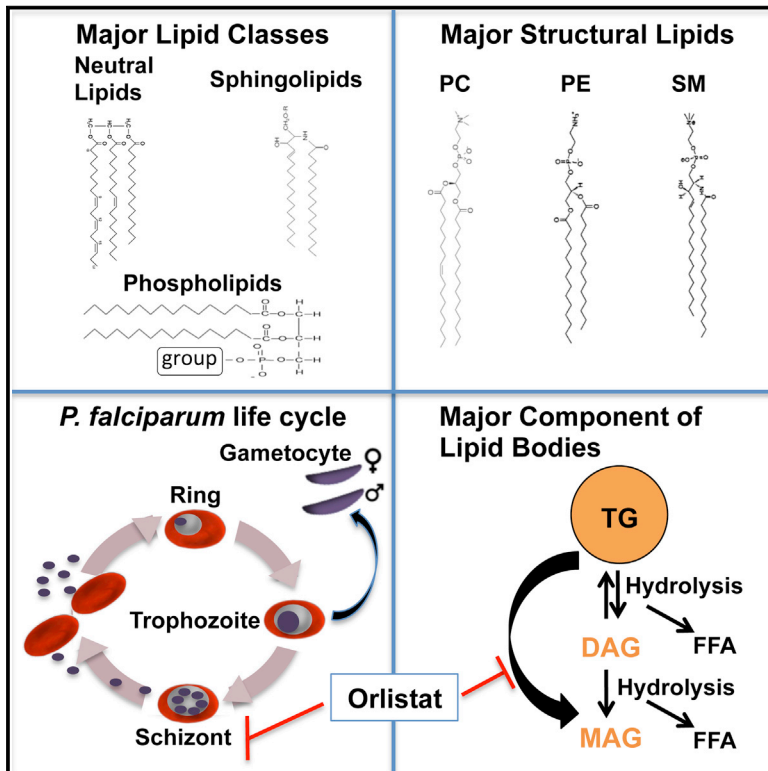 Major Lipid Classes
Neutral
Lipids
Sphingolipids
Phospholipids
group
Major Structural Lipids
PC PE SM
P. falciparum life cycle
Gametocyte
♀
♂
Ring
Trophozoite
Schizont
Major Component of
Lipid Bodies
TG
Hydrolysis
DAG FFA
Hydrolysis
MAG FFA
Orlistat